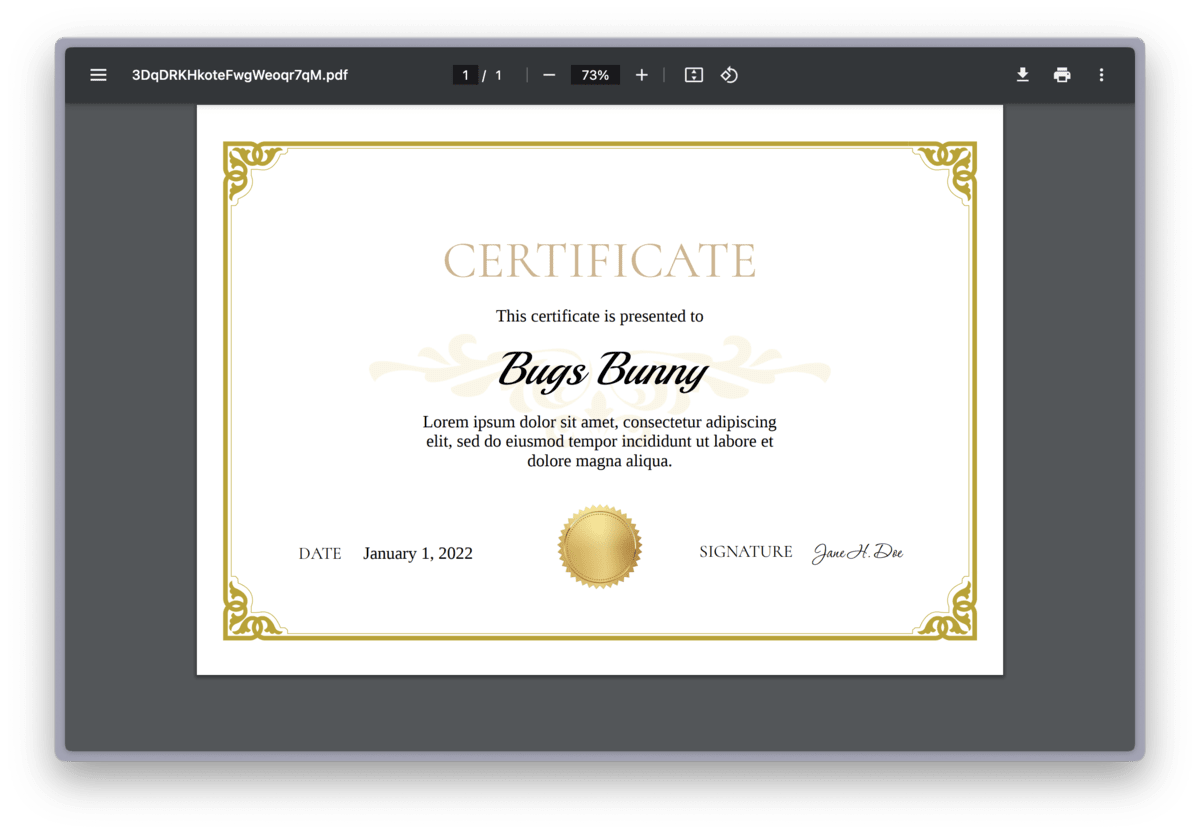 3DqDRKHkoteFwgWeoqr7qM.pdf
1 / 1
73%
CERTIFICATE
This certificate is presented to
Bugs Bunny
Lorem ipsum dolor sit amet, consectetur adipiscing
elit, sed do eiusmod tempor incididunt ut labore et
dolore magna aliqua.
DATE January 1, 2022
SIGNATURE Jane H. Doe